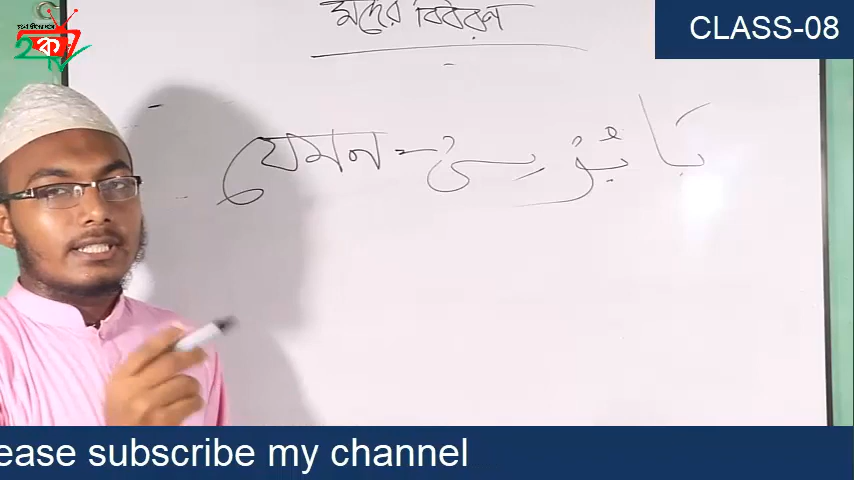 মদের বিবরণ
CLASS-08
যেমন = بَا بُوْ بِيْ
ease subscribe my channel